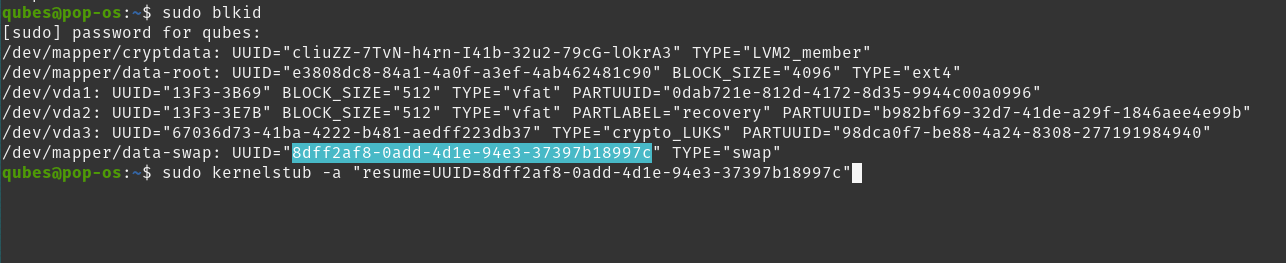 qubes@pop-os:~$ sudo blkid
[sudo] password for qubes:
/dev/mapper/cryptdata: UUID="cliuZZ-7TvN-h4rn-I41b-32u2-79cG-lOkrA3" TYPE="LVM2_member"
/dev/mapper/data-root: UUID="e3808dc8-84a1-4a0f-a3ef-4ab462481c90" BLOCK_SIZE="4096" TYPE="ext4"
/dev/vda1: UUID="13F3-3B69" BLOCK_SIZE="512" TYPE="vfat" PARTUUID="0dab721e-812d-4172-8d35-9944c00a0996"
/dev/vda2: UUID="13F3-3E7B" BLOCK_SIZE="512" TYPE="vfat" PARTLABEL="recovery" PARTUUID="b982bf69-32d7-41de-a29f-1846aee4e99b"
/dev/vda3: UUID="67036d73-41ba-4222-b481-aedff223db37" TYPE="crypto_LUKS" PARTUUID="98dca0f7-be88-4a24-8308-277191984940"
/dev/mapper/data-swap: UUID="8dff2af8-0add-4d1e-94e3-37397b18997c" TYPE="swap"
qubes@pop-os:~$ sudo kernelstub -a "resume=UUID=8dff2af8-0add-4d1e-94e3-37397b18997c"